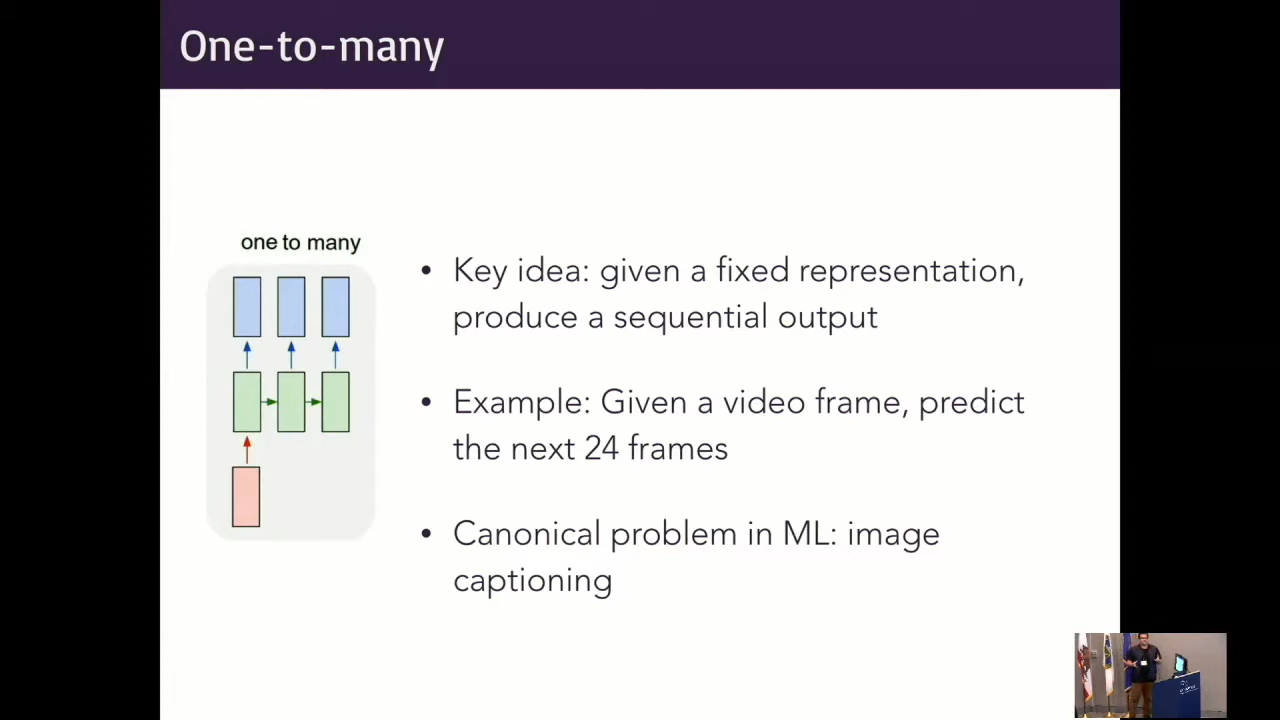 One-to-many
one to many
• Key idea: given a fixed representation,
produce a sequential output
• Example: Given a video frame, predict
the next 24 frames
• Canonical problem in ML: image
captioning